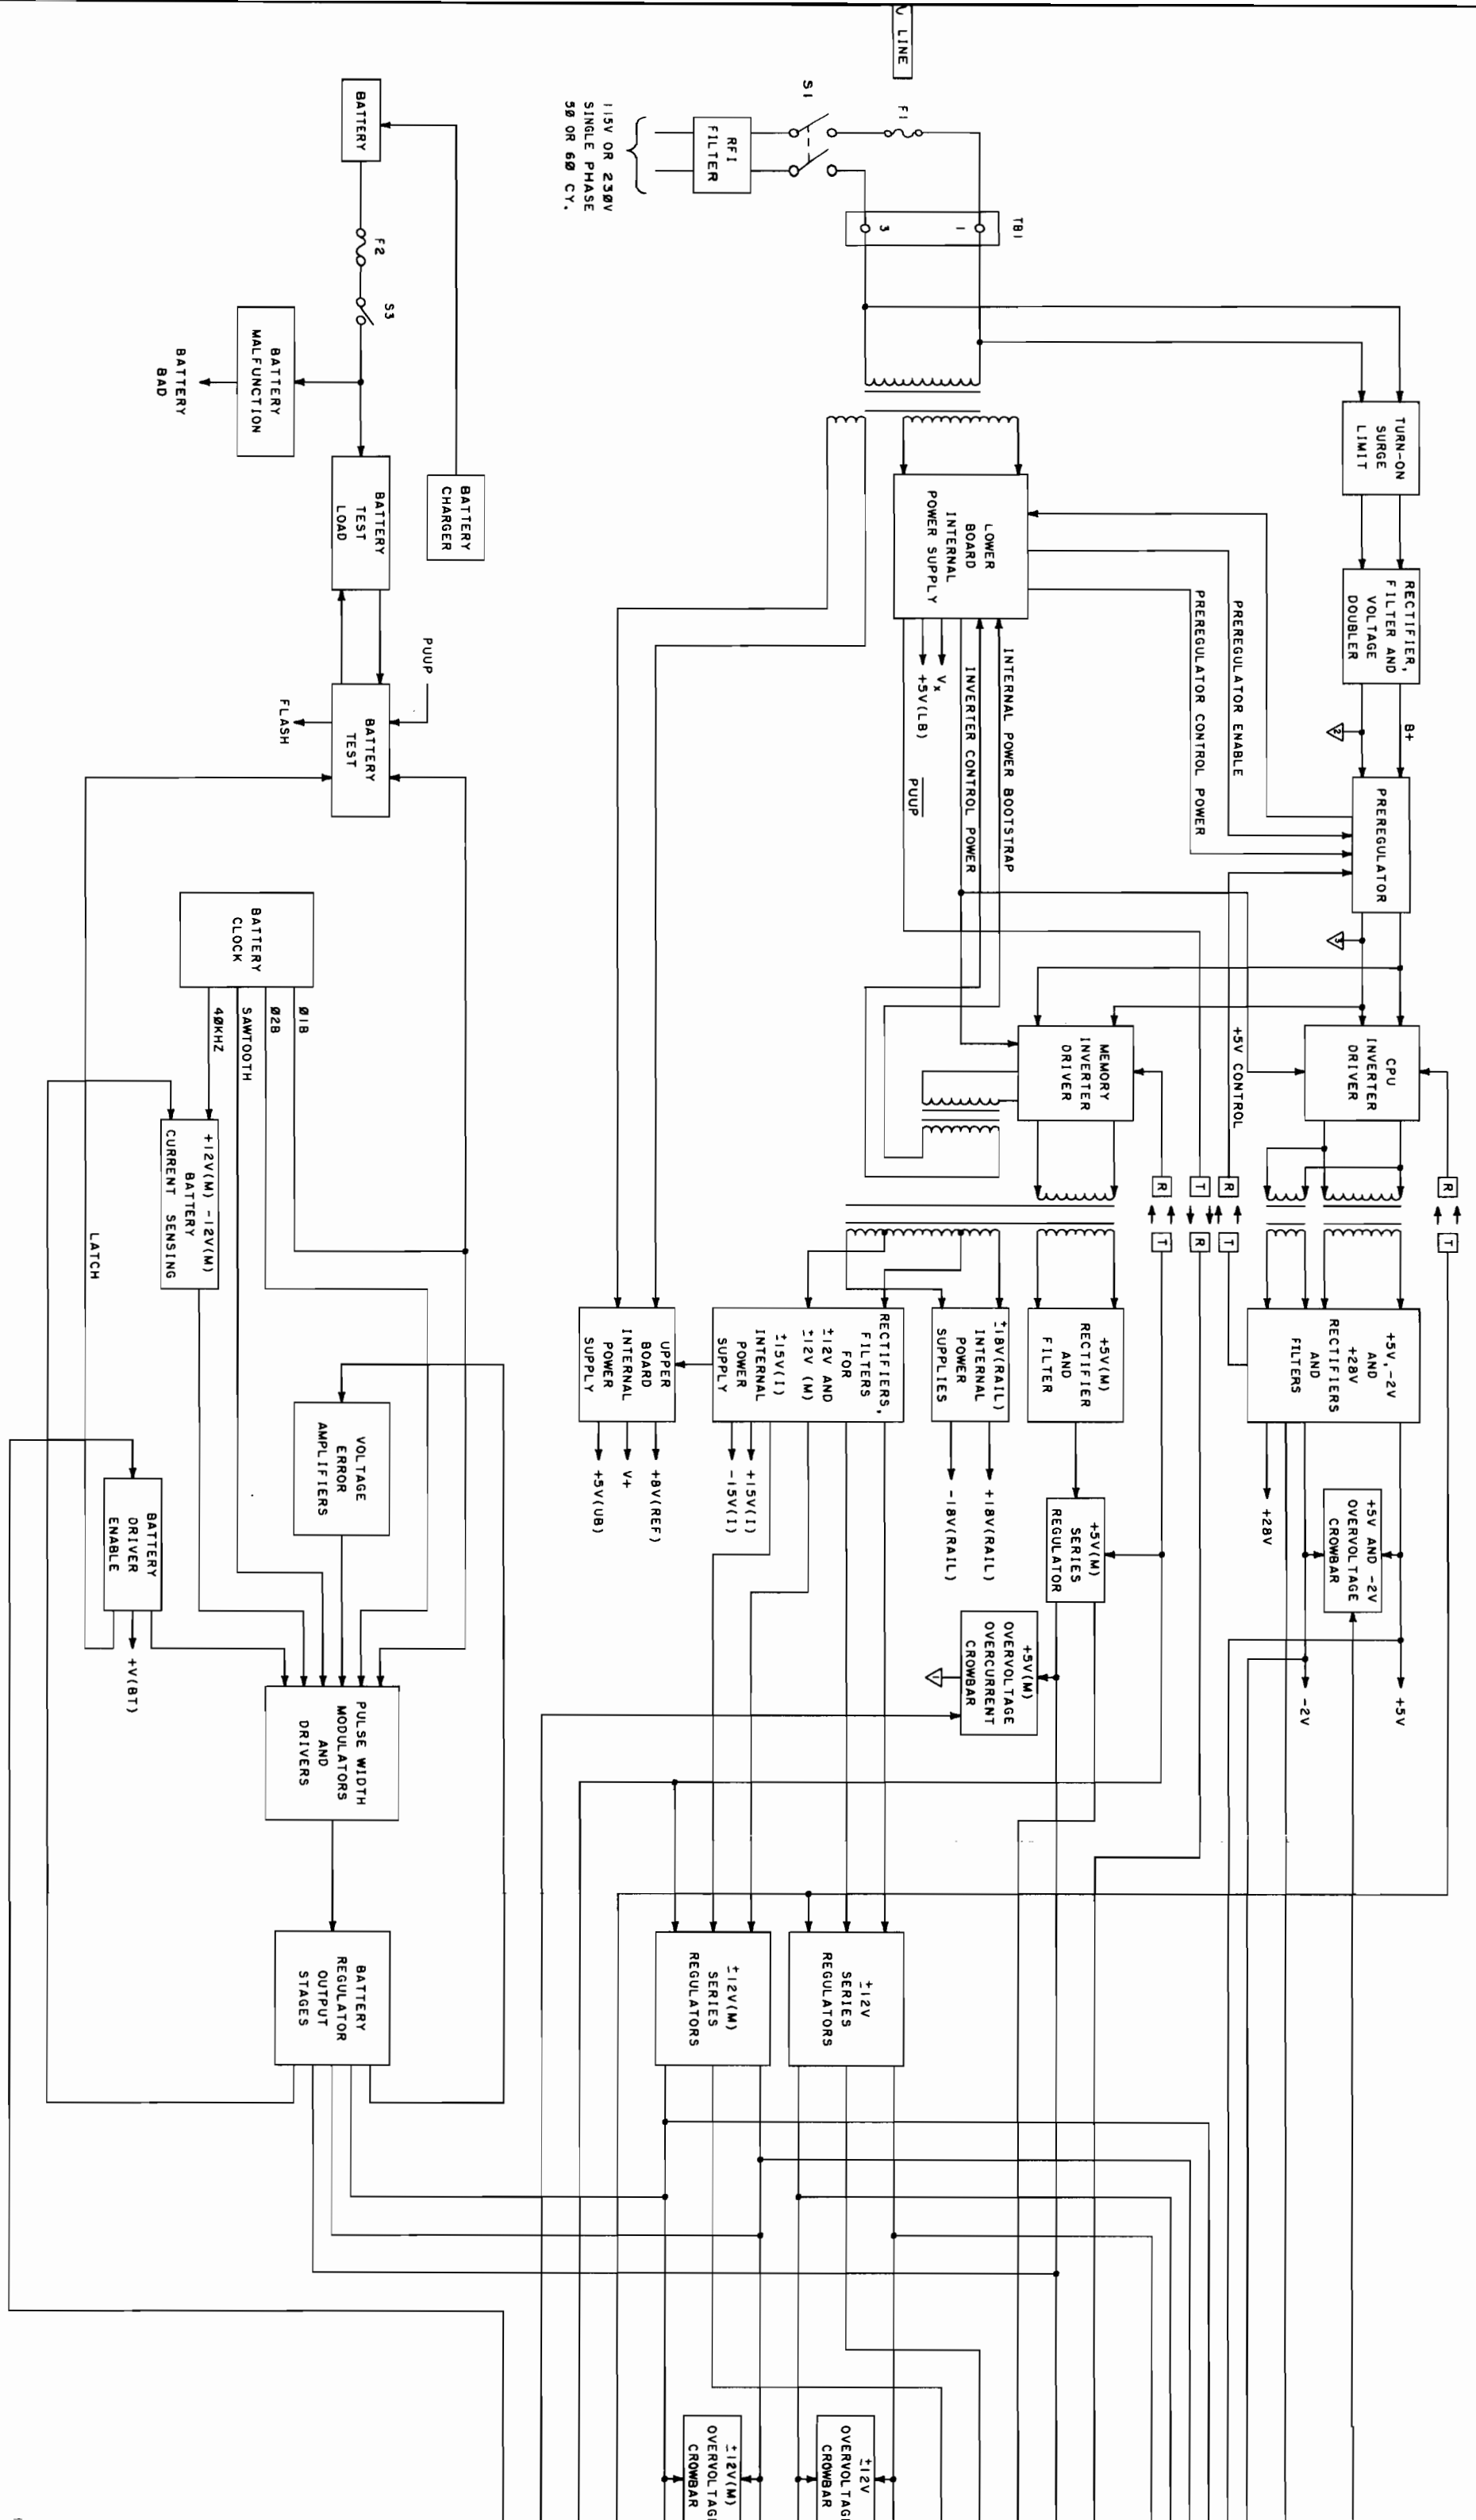 LINE
F1
S1
RFI
FILTER
115V OR 230V
SINGLE PHASE
50 OR 60 CY.
TB1
1
3
TURN-ON
SURGE
LIMIT
RECTIFIER,
FILTER AND
VOLTAGE
DOUBLER
B+
2
PREREGULATOR
3
PREREGULATOR ENABLE
PREREGULATOR CONTROL POWER
LOWER
BOARD
INTERNAL
POWER SUPPLY
INTERNAL POWER BOOTSTRAP
INVERTER CONTROL POWER
Vx
+5V(LB)
PUUP
CPU
INVERTER
DRIVER
+5V CONTROL
MEMORY
INVERTER
DRIVER
R
T
R
T
T
R
R
T
R
T
+5V,-2V
AND
+28V
RECTIFIERS
AND
FILTERS
+28V
+5V AND -2V
OVERVOLTAGE
CROWBAR
+5V
-2V
+5V(M)
RECTIFIER
AND
FILTER
+5V(M)
SERIES
REGULATOR
+5V(M)
OVERVOLTAGE
OVERCURRENT
CROWBAR
1
±18V(RAIL)
INTERNAL
POWER
SUPPLIES
+18V(RAIL)
-18V(RAIL)
RECTIFIERS,
FILTERS
FOR
±12V AND
±12V (M)
±15V(I)
INTERNAL
POWER
SUPPLY
+15V(I)
-15V(I)
UPPER
BOARD
INTERNAL
POWER
SUPPLY
+8V(REF)
V+
+5V(UB)
±12V
SERIES
REGULATORS
±12V(M)
SERIES
REGULATORS
±12V
OVERVOLTAGE
CROWBAR
±12V(M)
OVERVOLTAGE
CROWBAR
BATTERY
F2
S3
BATTERY
MALFUNCTION
BATTERY
BAD
BATTERY
CHARGER
BATTERY
TEST
LOAD
PUUP
BATTERY
TEST
FLASH
BATTERY
CLOCK
Ø1B
Ø2B
SAWTOOTH
40KHZ
+12V(M) -12V(M)
BATTERY
CURRENT SENSING
LATCH
VOLTAGE
ERROR
AMPLIFIERS
BATTERY
DRIVER
ENABLE
+V(BT)
PULSE WIDTH
MODULATORS
AND
DRIVERS
BATTERY
REGULATOR
OUTPUT
STAGES